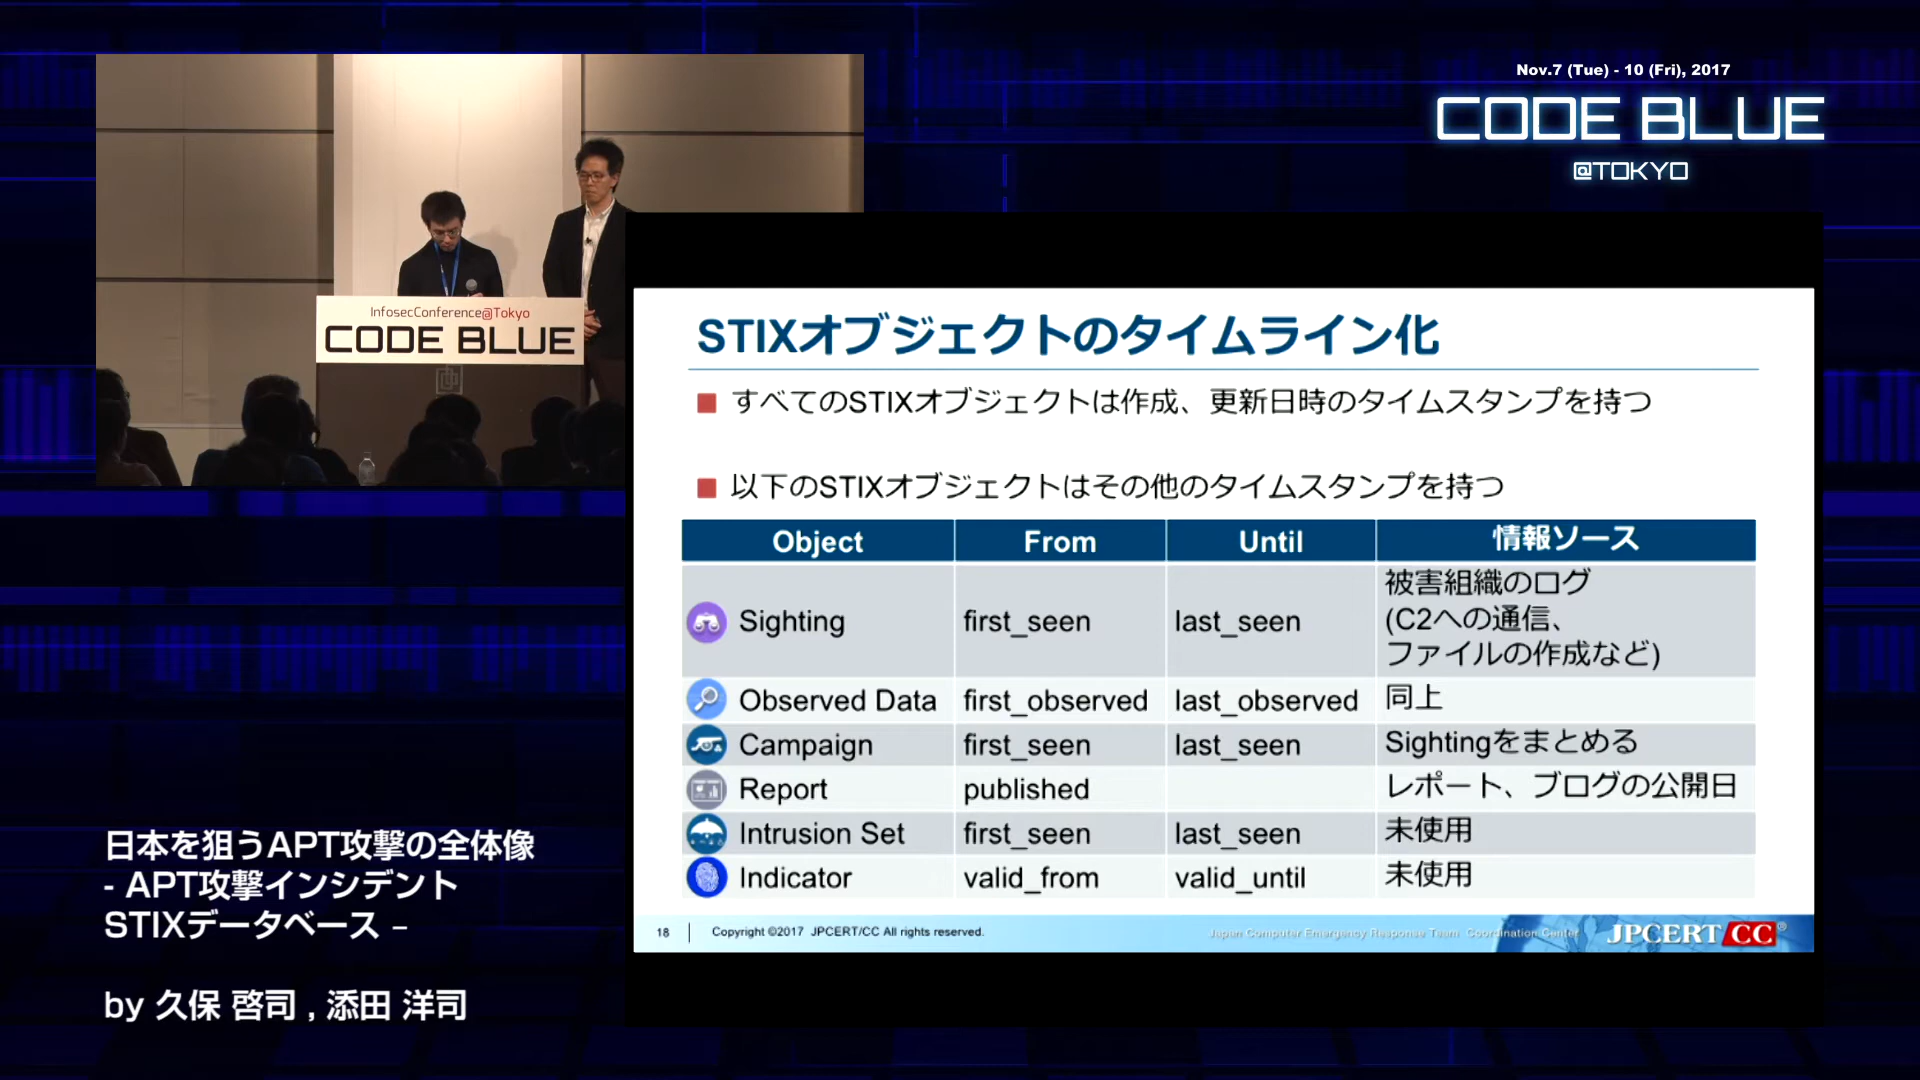 Nov.7 (Tue) - 10 (Fri), 2017
CODE BLUE
@TOKYO
InfosecConference@Tokyo
CODE BLUE
STIXオブジェクトのタイムライン化
すべてのSTIXオブジェクトは作成、更新日時のタイムスタンプを持つ
以下のSTIXオブジェクトはその他のタイムスタンプを持つ
Object From Until 情報ソース
Sighting first_seen last_seen 被害組織のログ
(C2への通信、
ファイルの作成など)
Observed Data first_observed last_observed 同上
Campaign first_seen last_seen Sightingをまとめる
Report published レポート、ブログの公開日
Intrusion Set first_seen last_seen 未使用
Indicator valid_from valid_until 未使用
18 Copyright ©2017 JPCERT/CC All rights reserved. Japan Computer Emergency Response Team Coordination Center JPCERT/CC®
日本を狙うAPT攻撃の全体像
- APT攻撃インシデント
STIXデータベース –
by 久保 啓司 , 添田 洋司